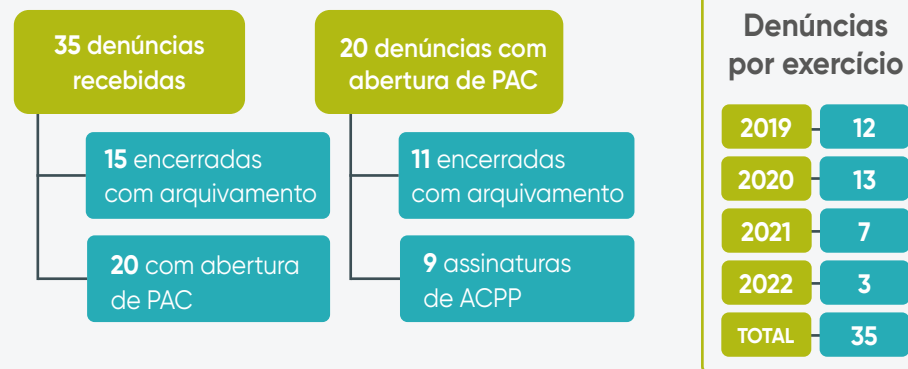 35 denúncias
recebidas
15 encerradas
com arquivamento
20 com abertura
de PAC
20 denúncias com
abertura de PAC
11 encerradas
com arquivamento
9 assinaturas
de ACPP
Denúncias
por exercício
2019 12
2020 13
2021 7
2022 3
TOTAL 35